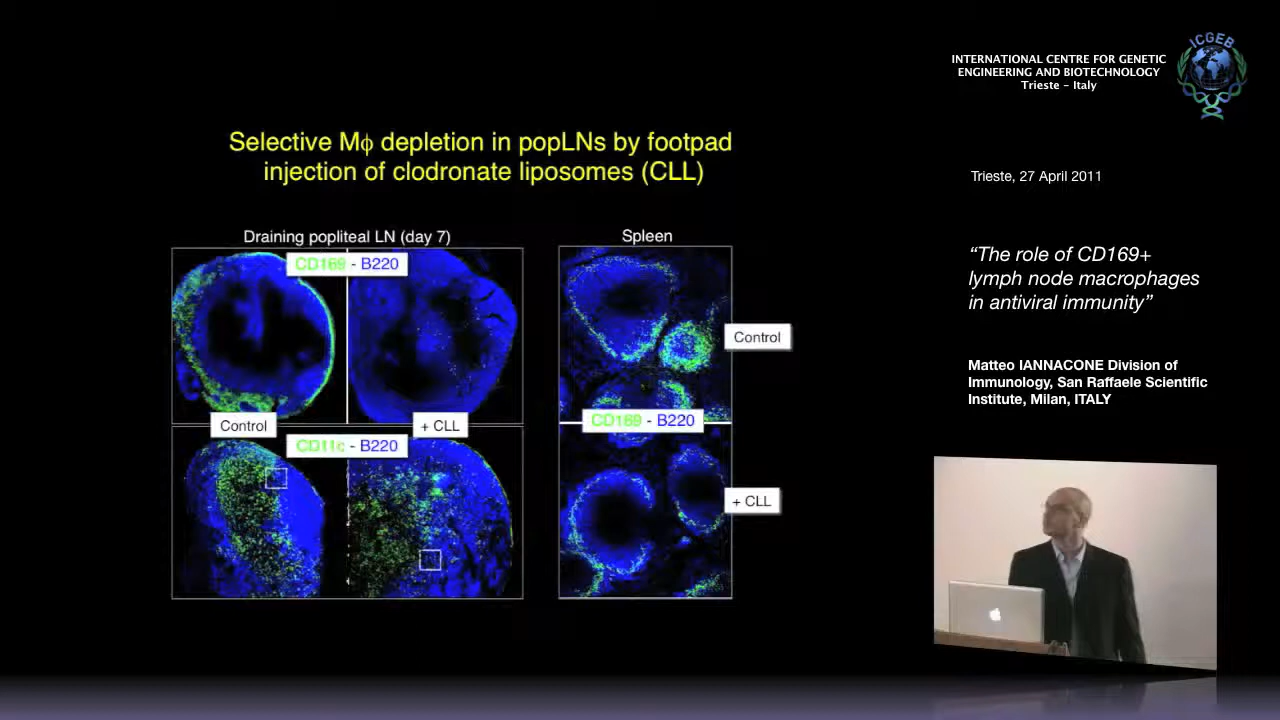 ICGEB
INTERNATIONAL CENTRE FOR GENETIC
ENGINEERING AND BIOTECHNOLOGY
Trieste - Italy
Selective Mϕ depletion in popLNs by footpad
injection of clodronate liposomes (CLL)
Trieste, 27 April 2011
Draining popliteal LN (day 7)
Spleen
CD169 - B220
Control
CD169 - B220
Control
+ CLL
CD11c - B220
+ CLL
“The role of CD169+
lymph node macrophages
in antiviral immunity”
Matteo IANNACONE Division of
Immunology, San Raffaele Scientific
Institute, Milan, ITALY